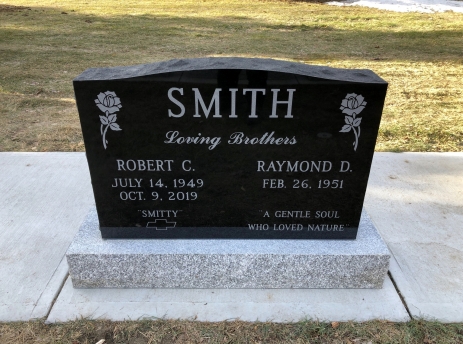 SMITH
Loving Brothers
ROBERT C. RAYMOND D.
JULY 14, 1949 FEB. 26, 1951
OCT. 9, 2019
"SMITTY" "A GENTLE SOUL
WHO LOVED NATURE"